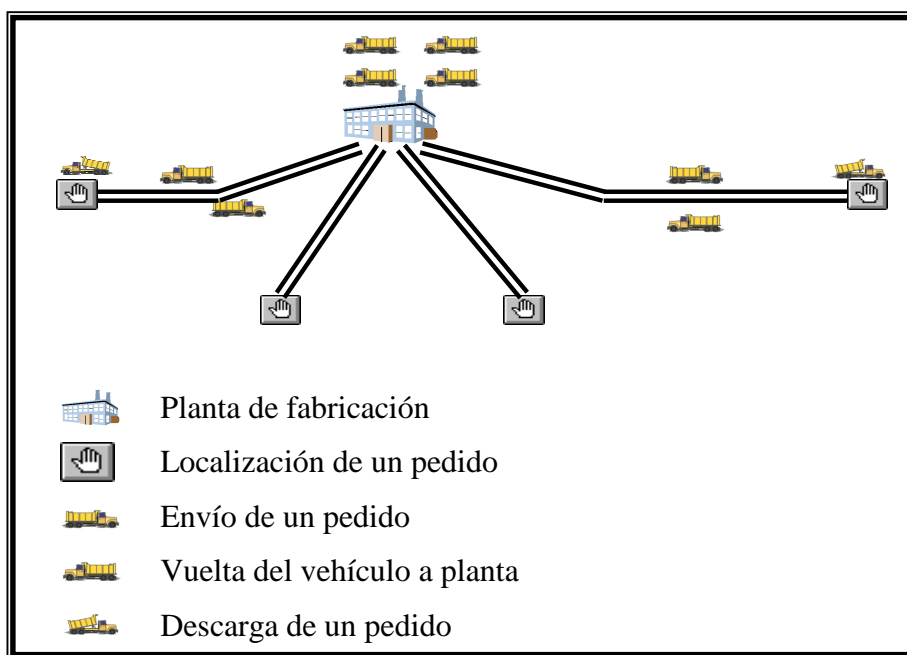 Planta de fabricación
Localización de un pedido
Envío de un pedido
Vuelta del vehículo a planta
Descarga de un pedido